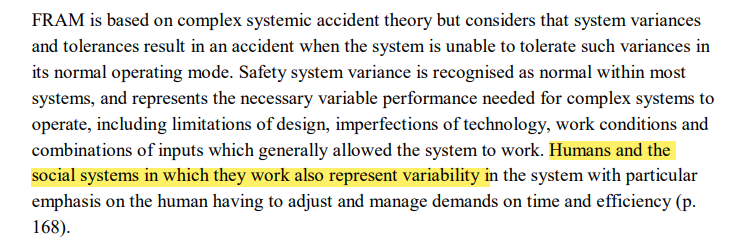 FRAM is based on complex systemic accident theory but considers that system variances
and tolerances result in an accident when the system is unable to tolerate such variances in
its normal operating mode. Safety system variance is recognised as normal within most
systems, and represents the necessary variable performance needed for complex systems to
operate, including limitations of design, imperfections of technology, work conditions and
combinations of inputs which generally allowed the system to work. Humans and the
social systems in which they work also represent variability in the system with particular
emphasis on the human having to adjust and manage demands on time and efficiency (p.
168).